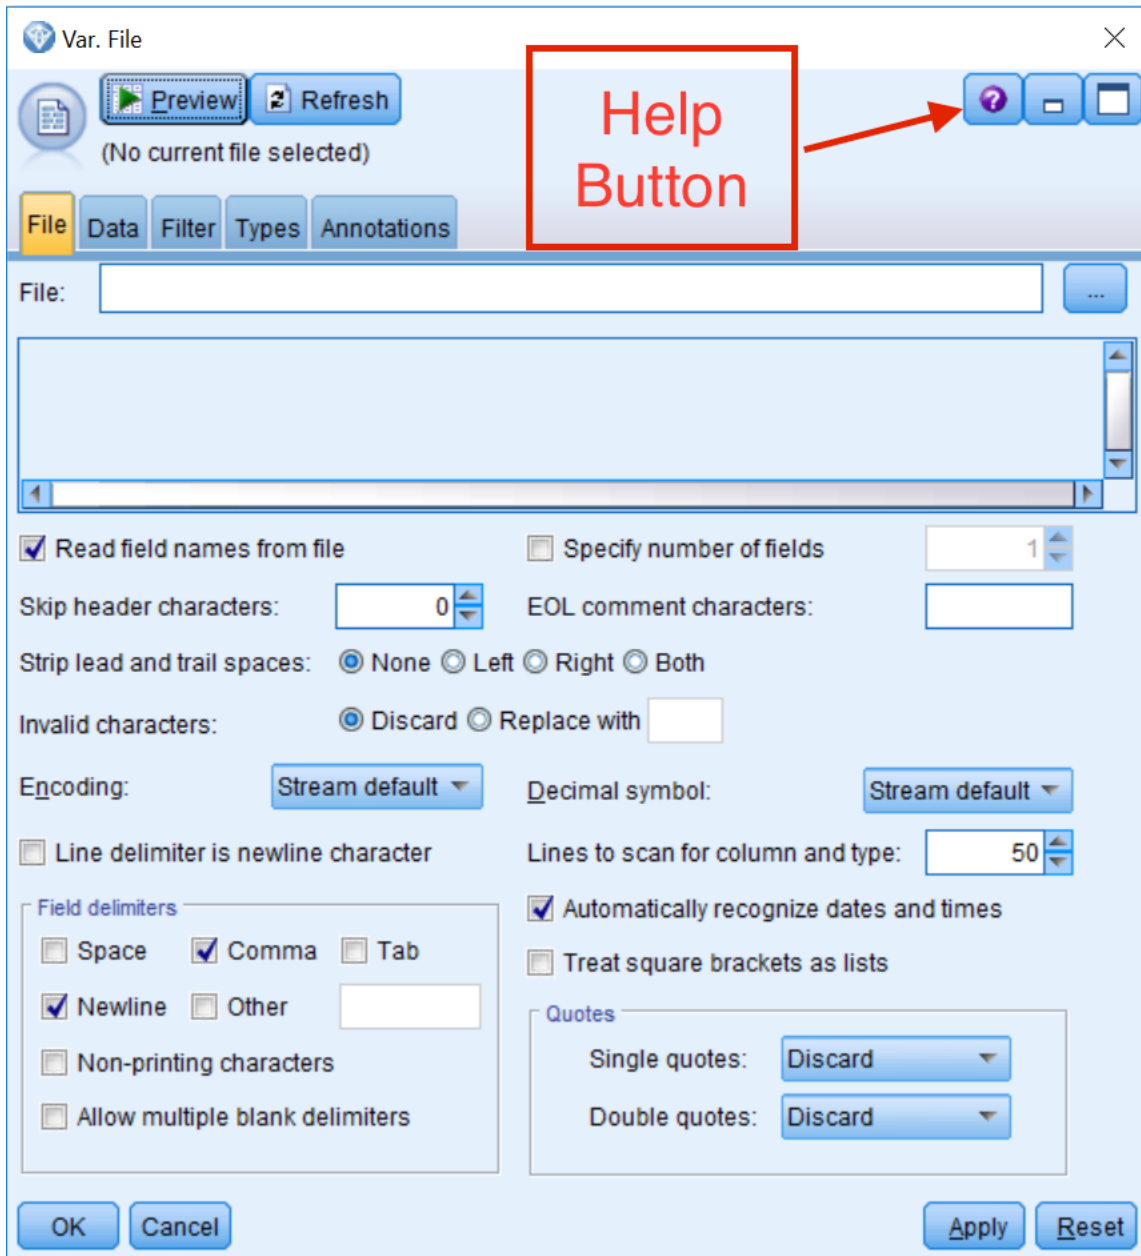 Var. File
Preview Refresh
(No current file selected)
Help
Button
?
File Data Filter Types Annotations
File: ...
Read field names from file Specify number of fields 1
Skip header characters: 0 EOL comment characters:
Strip lead and trail spaces: None Left Right Both
Invalid characters: Discard Replace with
Encoding: Stream default Decimal symbol: Stream default
Line delimiter is newline character Lines to scan for column and type: 50
Field delimiters Automatically recognize dates and times
Space Comma Tab Treat square brackets as lists
Newline Other Quotes
Non-printing characters Single quotes: Discard
Allow multiple blank delimiters Double quotes: Discard
OK Cancel Apply Reset